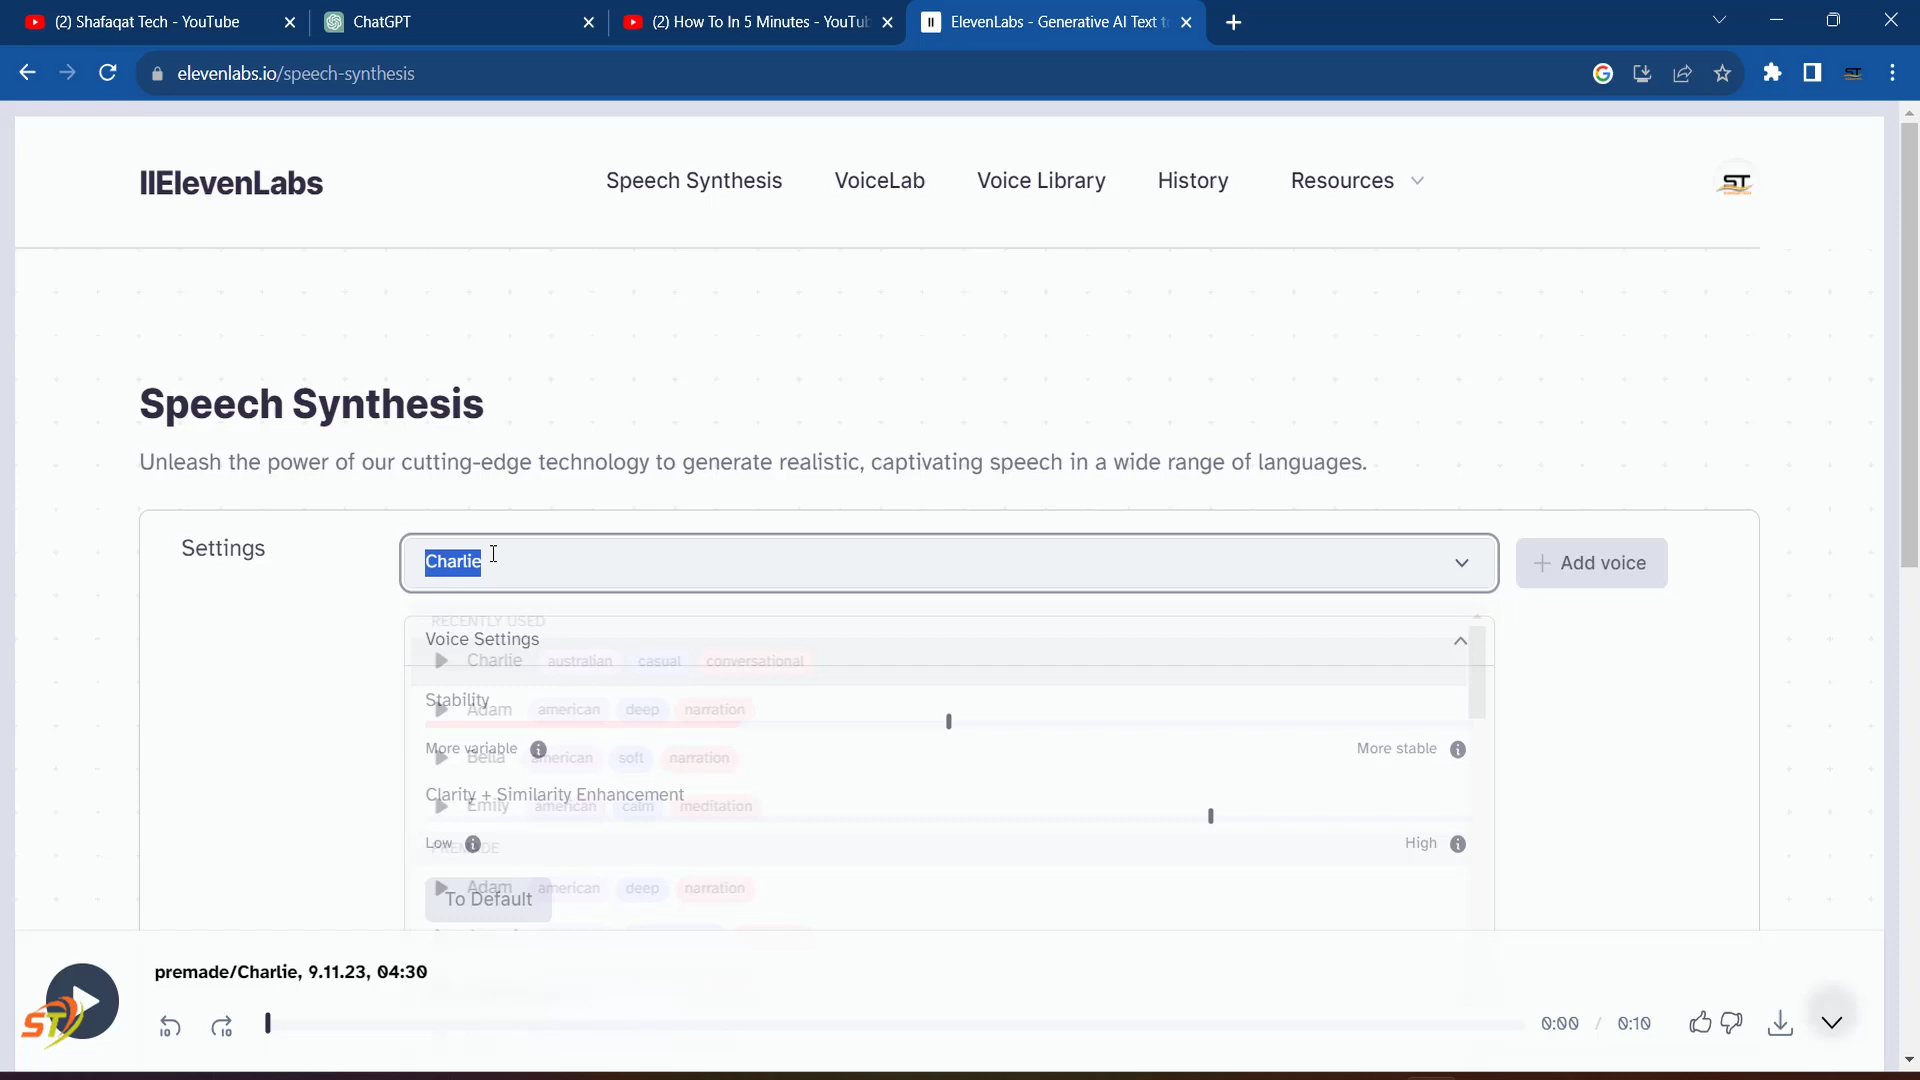 (2) Shafaqat Tech - YouTube
ChatGPT
(2) How To In 5 Minutes - YouTu
ElevenLabs - Generative AI Text t
elevenlabs.io/speech-synthesis
IIElevenLabs
Speech Synthesis
VoiceLab
Voice Library
History
Resources
ST
Speech Synthesis
Unleash the power of our cutting-edge technology to generate realistic, captivating speech in a wide range of languages.
Settings
Charlie
Add voice
RECENTLY USED
Voice Settings
Charlie australian casual conversational
Stability
Adam american deep narration
More variable
More stable
Bella american soft narration
Clarity + Similarity Enhancement
Emily american calm meditation
Low
High
PREMADE
Adam american deep narration
To Default
premade/Charlie, 9.11.23, 04:30
ST
10
10
0:00 / 0:10